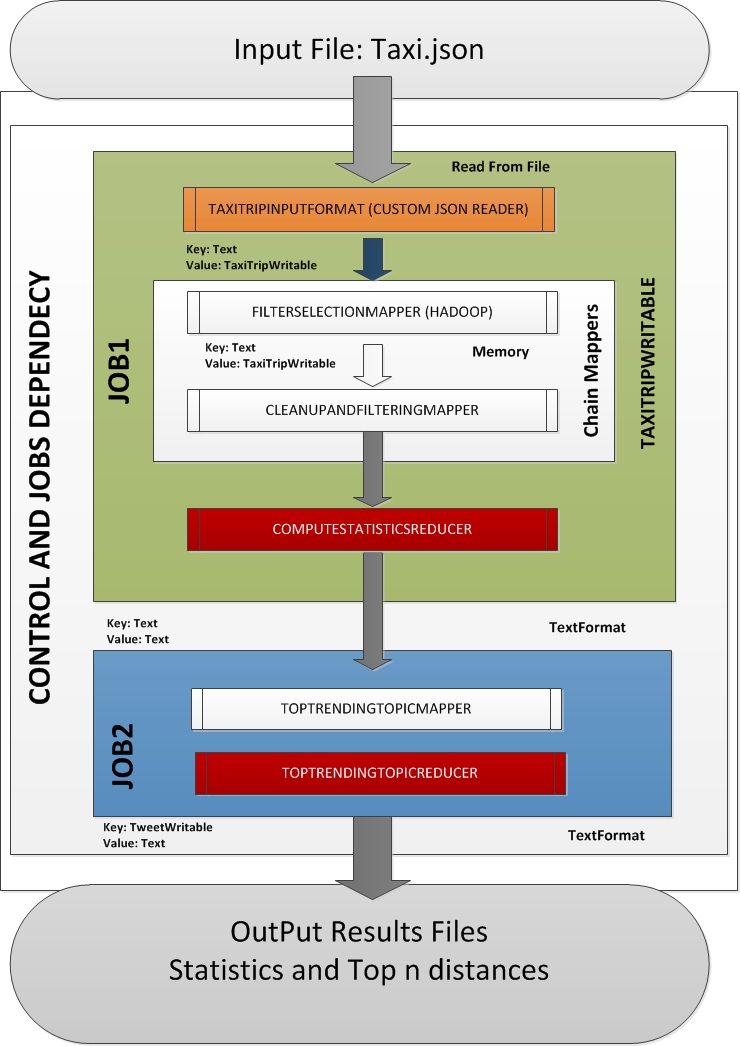 Input File: Taxi.json
Read From File
TAXITRIPINPUTFORMAT (CUSTOM JSON READER)
Key: Text
Value: TaxiTripWritable
FILTERSELECTIONMAPPER (HADOOP)
Key: Text
Value: TaxiTripWritable
Memory
CLEANUPANDFILTERINGMAPPER
Chain Mappers
TAXITRIPWRITABLE
JOB1
CONTROL AND JOBS DEPENDECY
COMPUTESTATISTICSREDUCER
Key: Text
Value: Text
TextFormat
JOB2
TOPTRENDINGTOPICMAPPER
TOPTRENDINGTOPICREDUCER
Key: TweetWritable
Value: Text
TextFormat
OutPut Results Files
Statistics and Top n distances